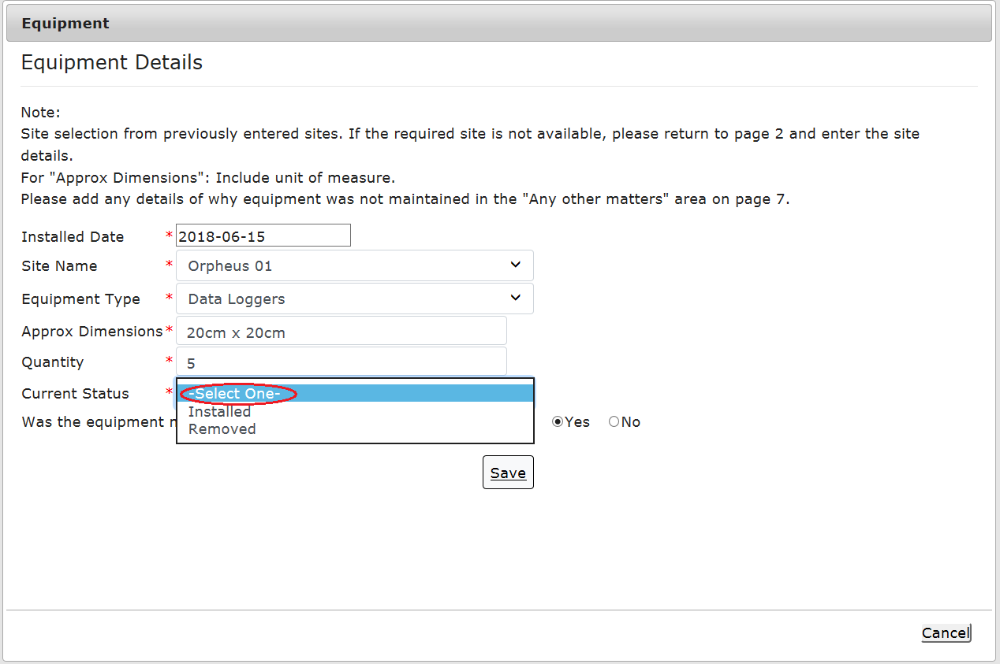 Equipment
Equipment Details
Note:
Site selection from previously entered sites. If the required site is not available, please return to page 2 and enter the site
details.
For "Approx Dimensions": Include unit of measure.
Please add any details of why equipment was not maintained in the "Any other matters" area on page 7.
Installed Date * 2018-06-15
Site Name * Orpheus 01
Equipment Type * Data Loggers
Approx Dimensions * 20cm x 20cm
Quantity * 5
Current Status * -Select One-
Installed
Was the equipment Yes No
Removed
Save
Cancel